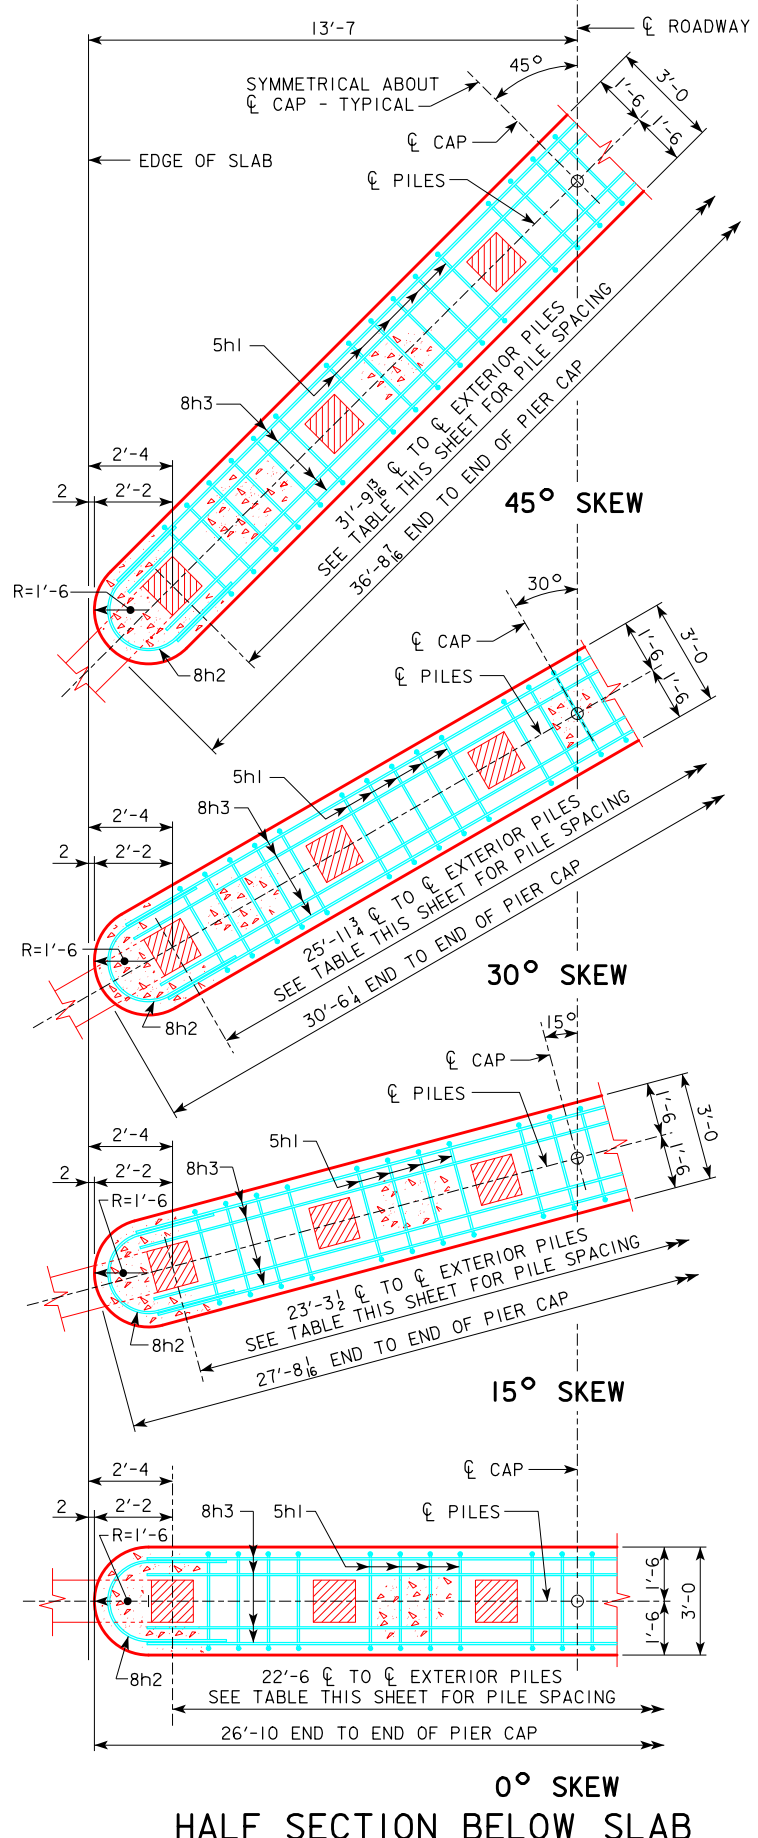 13'-7
℄ ROADWAY
45°
SYMMETRICAL ABOUT
℄ CAP - TYPICAL
1'-6
3'-0
1'-6
℄ CAP
EDGE OF SLAB
℄ PILES
5h1
8h3
2'-4
2
2'-2
31'-9 13/16 ℄ TO ℄ EXTERIOR PILES
SEE TABLE THIS SHEET FOR PILE SPACING
36'-8 7/16 END TO END OF PIER CAP
45° SKEW
R=1'-6
8h2
30°
℄ CAP
1'-6
3'-0
1'-6
℄ PILES
5h1
8h3
2'-4
2
2'-2
25'-11 3/4 ℄ TO ℄ EXTERIOR PILES
SEE TABLE THIS SHEET FOR PILE SPACING
30'-6 1/4 END TO END OF PIER CAP
R=1'-6
30° SKEW
8h2
15°
℄ CAP
℄ PILES
1'-6
3'-0
1'-6
2'-4
5h1
8h3
2
2'-2
R=1'-6
23'-3 1/2 ℄ TO ℄ EXTERIOR PILES
SEE TABLE THIS SHEET FOR PILE SPACING
27'-8 1/16 END TO END OF PIER CAP
8h2
15° SKEW
2'-4
℄ CAP
2
2'-2
8h3
5h1
℄ PILES
R=1'-6
1'-6
3'-0
1'-6
8h2
22'-6 ℄ TO ℄ EXTERIOR PILES
SEE TABLE THIS SHEET FOR PILE SPACING
26'-10 END TO END OF PIER CAP
0° SKEW
HALF SECTION BELOW SLAB